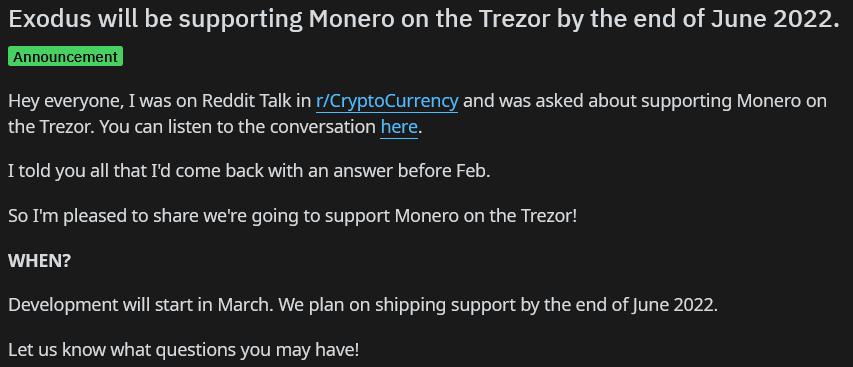 Exodus will be supporting Monero on the Trezor by the end of June 2022.
Announcement
Hey everyone, I was on Reddit Talk in r/CryptoCurrency and was asked about supporting Monero on
the Trezor. You can listen to the conversation here.
I told you all that I'd come back with an answer before Feb.
So I'm pleased to share we're going to support Monero on the Trezor!
WHEN?
Development will start in March. We plan on shipping support by the end of June 2022.
Let us know what questions you may have!